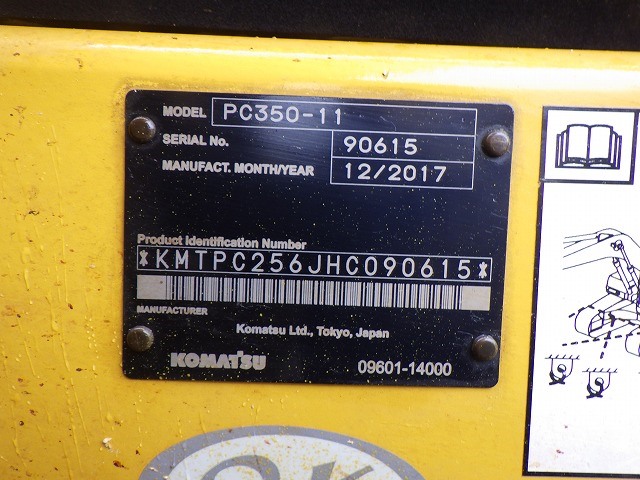 MODEL PC350-11
SERIAL No. 90615
MANUFACT. MONTH/YEAR 12/2017
Product Identification Number
*KMTPC256JHC090615*
MANUFACTURER
Komatsu Ltd., Tokyo, Japan
KOMATSU 09601-14000